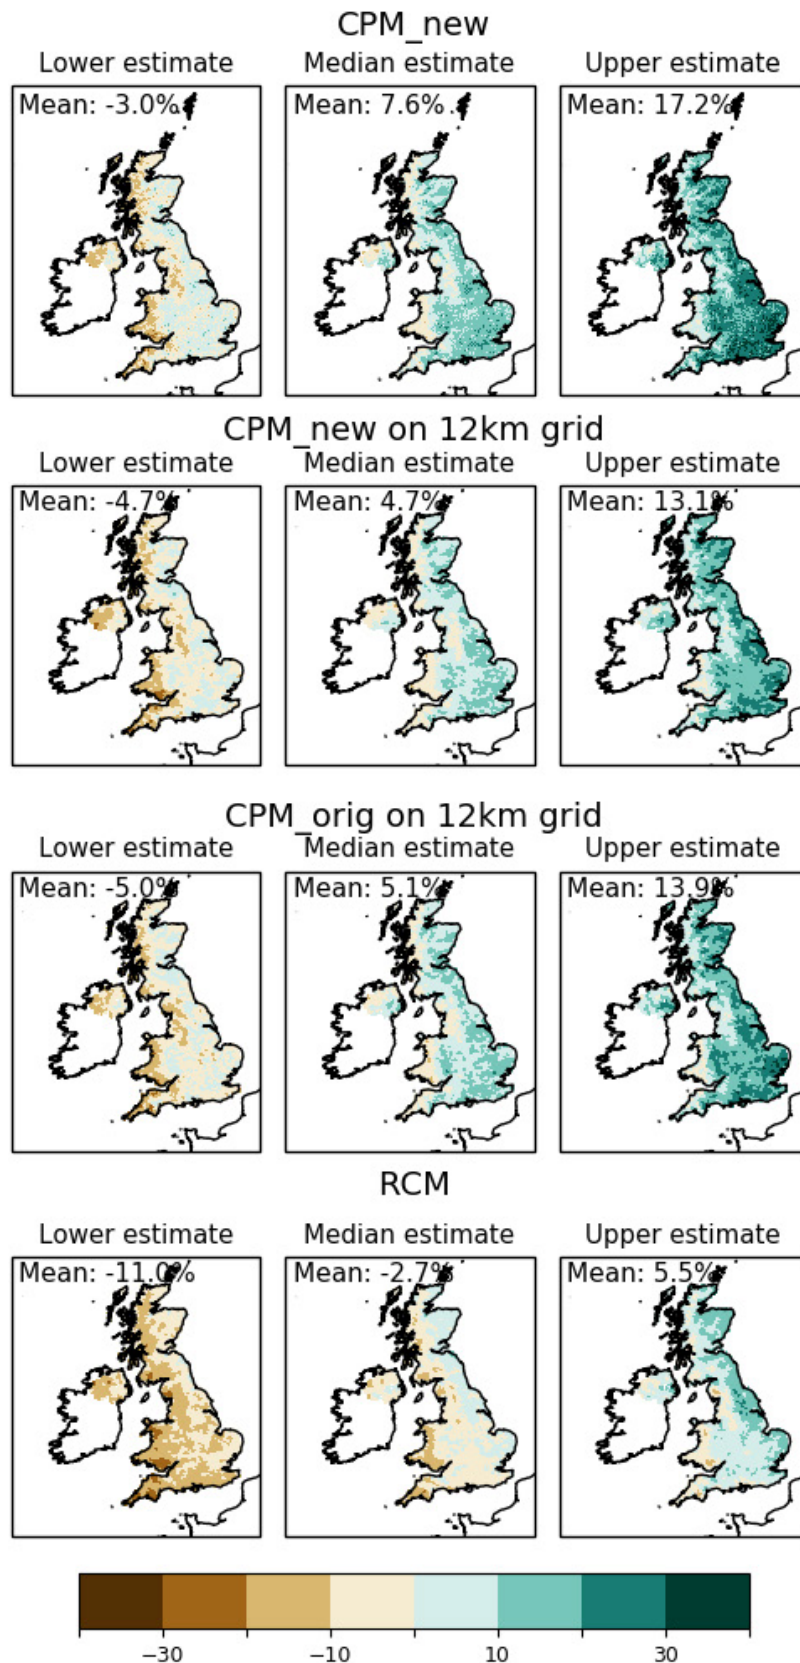 CPM_new
Lower estimate Median estimate Upper estimate
Mean: -3.0% Mean: 7.6% Mean: 17.2%
CPM_new on 12km grid
Lower estimate Median estimate Upper estimate
Mean: -4.7% Mean: 4.7% Mean: 13.1%
CPM_orig on 12km grid
Lower estimate Median estimate Upper estimate
Mean: -5.0% Mean: 5.1% Mean: 13.9%
RCM
Lower estimate Median estimate Upper estimate
Mean: -11.0% Mean: -2.7% Mean: 5.5%
−30 −10 10 30